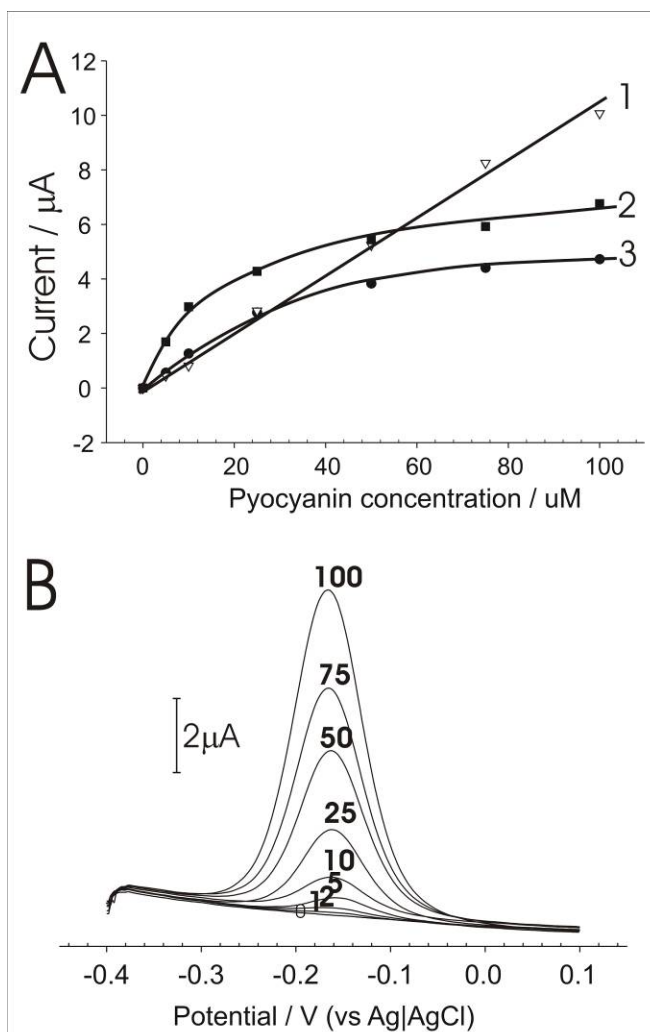 A
12
10
8
6
4
2
0
-2
Current / μA
1
2
3
0 20 40 60 80 100
Pyocyanin concentration / uM
B
100
75
50
25
10
5
2
1
0
2μA
-0.4 -0.3 -0.2 -0.1 0.0 0.1
Potential / V (vs Ag|AgCl)